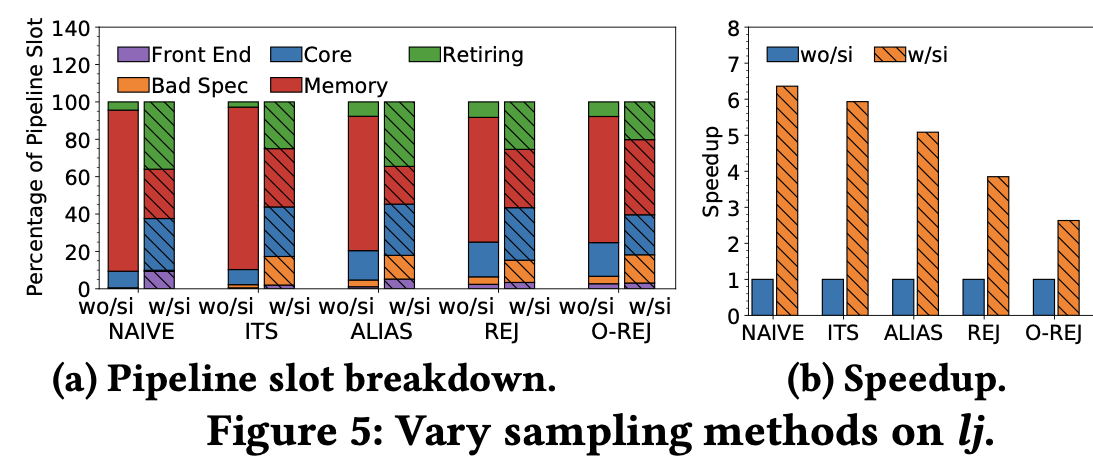 Percentage of Pipeline Slot
140
120
100
80
60
40
20
0
Front End Core Retiring
Bad Spec Memory
wo/si w/si wo/si w/si wo/si w/si wo/si w/si wo/si w/si
NAIVE ITS ALIAS REJ O-REJ
(a) Pipeline slot breakdown.
Speedup
8
7
6
5
4
3
2
1
0
wo/si w/si
NAIVE ITS ALIAS REJ O-REJ
(b) Speedup.
Figure 5: Vary sampling methods on lj.